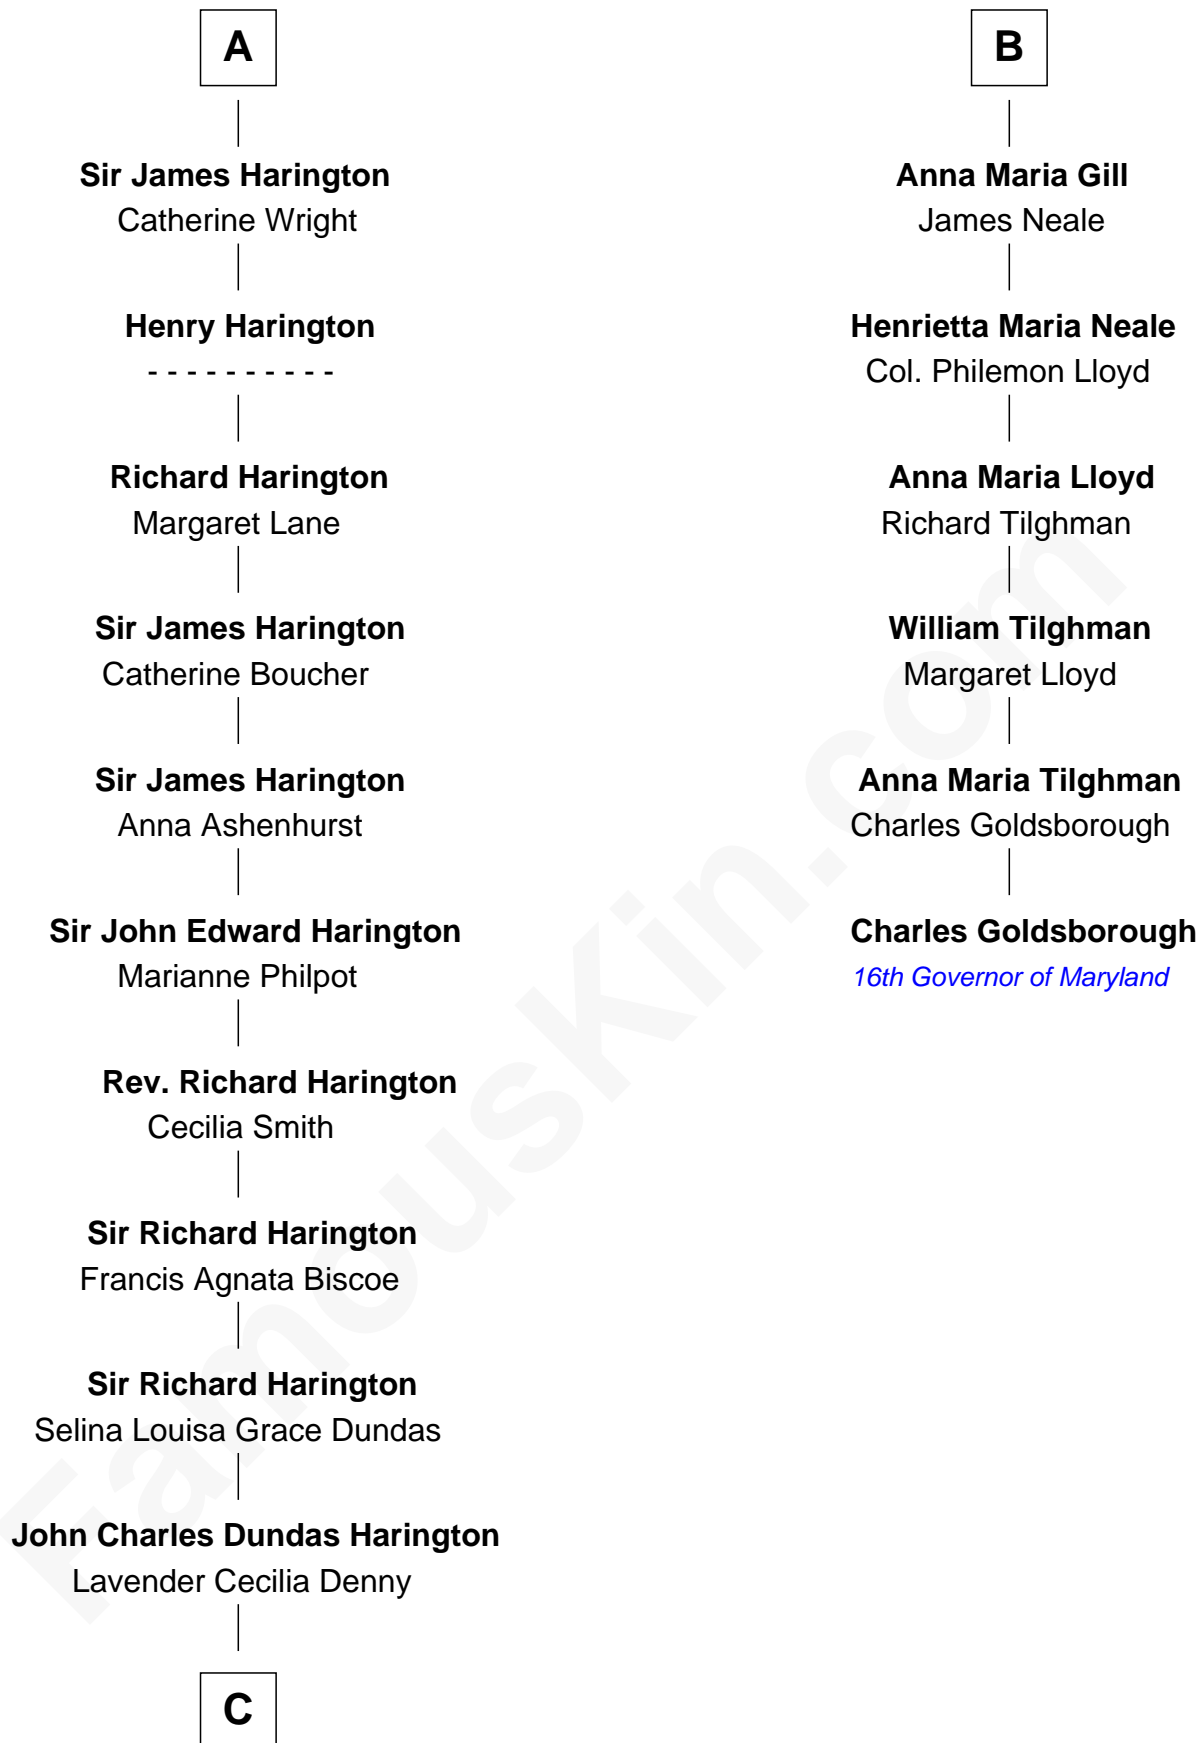 A
Sir James Harington
Catherine Wright
Henry Harington
- - - - - - - - - -
Richard Harington
Margaret Lane
Sir James Harington
Catherine Boucher
Sir James Harington
Anna Ashenhurst
Sir John Edward Harington
Marianne Philpot
Rev. Richard Harington
Cecilia Smith
Sir Richard Harington
Francis Agnata Biscoe
Sir Richard Harington
Selina Louisa Grace Dundas
John Charles Dundas Harington
Lavender Cecilia Denny
C
B
Anna Maria Gill
James Neale
Henrietta Maria Neale
Col. Philemon Lloyd
Anna Maria Lloyd
Richard Tilghman
William Tilghman
Margaret Lloyd
Anna Maria Tilghman
Charles Goldsborough
Charles Goldsborough
16th Governor of Maryland
FamousKin.com